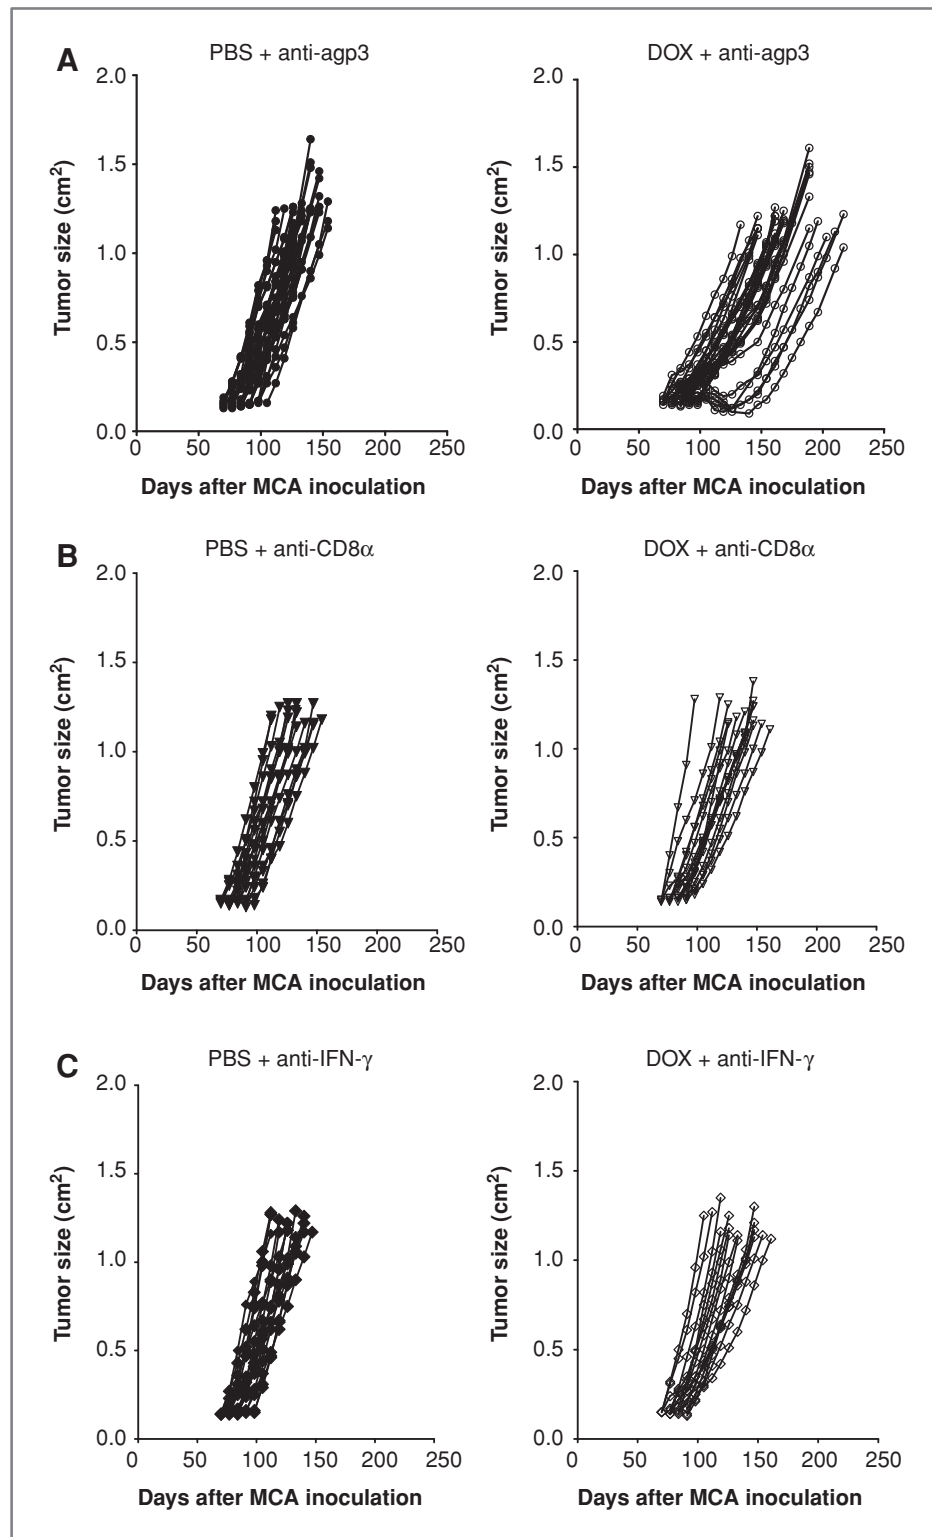 A
PBS + anti-agp3
DOX + anti-agp3
2.0
1.5
1.0
0.5
0.0
Tumor size (cm²)
0 50 100 150 200 250
Days after MCA inoculation
2.0
1.5
1.0
0.5
0.0
Tumor size (cm²)
0 50 100 150 200 250
Days after MCA inoculation
B
PBS + anti-CD8α
DOX + anti-CD8α
2.0
1.5
1.0
0.5
0.0
Tumor size (cm²)
0 50 100 150 200 250
Days after MCA inoculation
2.0
1.5
1.0
0.5
0.0
Tumor size (cm²)
0 50 100 150 200 250
Days after MCA inoculation
C
PBS + anti-IFN-γ
DOX + anti-IFN-γ
2.0
1.5
1.0
0.5
0.0
Tumor size (cm²)
0 50 100 150 200 250
Days after MCA inoculation
2.0
1.5
1.0
0.5
0.0
Tumor size (cm²)
0 50 100 150 200 250
Days after MCA inoculation